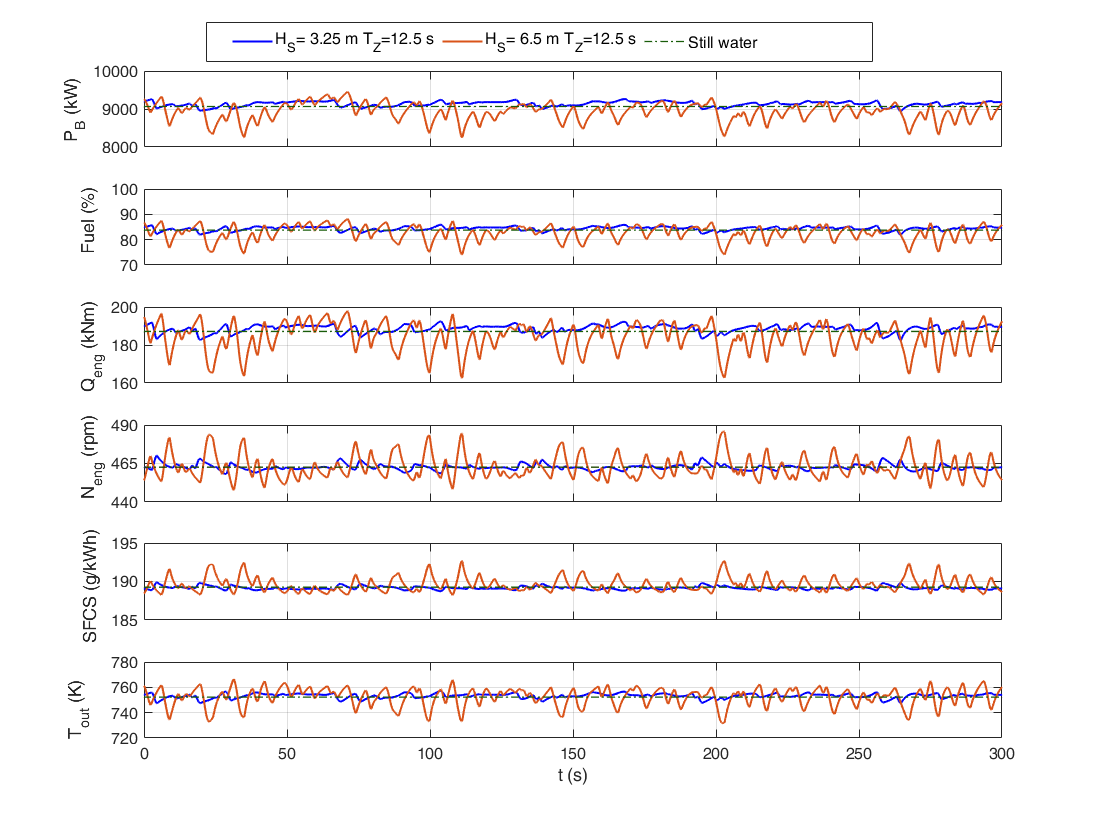 H_S= 3.25 m T_Z=12.5 s H_S= 6.5 m T_Z=12.5 s Still water
10000
9000
8000
P_B (kW)
100
90
80
70
Fuel (%)
200
180
160
Q_eng (kNm)
490
465
440
N_eng (rpm)
195
190
185
SFCS (g/kWh)
780
760
740
720
T_out (K)
0 50 100 150 200 250 300
t (s)